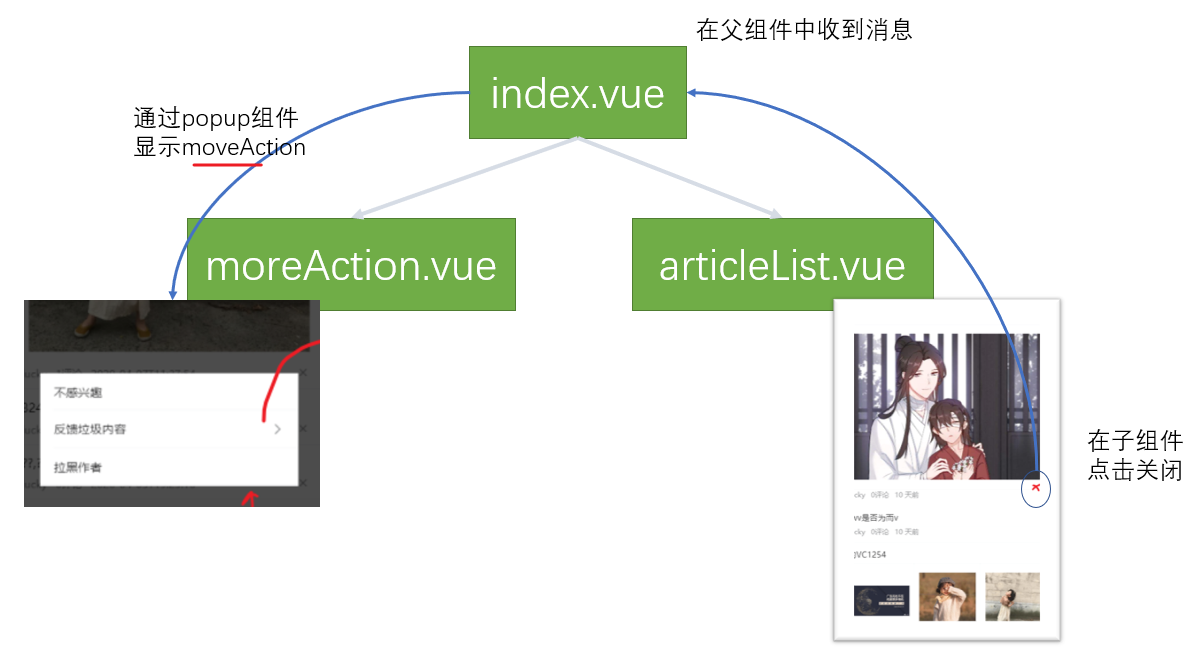 在父组件中收到消息
index.vue
通过popup组件
显示moveAction
moreAction.vue
articleList.vue
不感兴趣
反馈垃圾内容
拉黑作者
在子组件
点击关闭
cky 0评论 10 天前
vv是否为而v
cky 0评论 10 天前
JVC1254